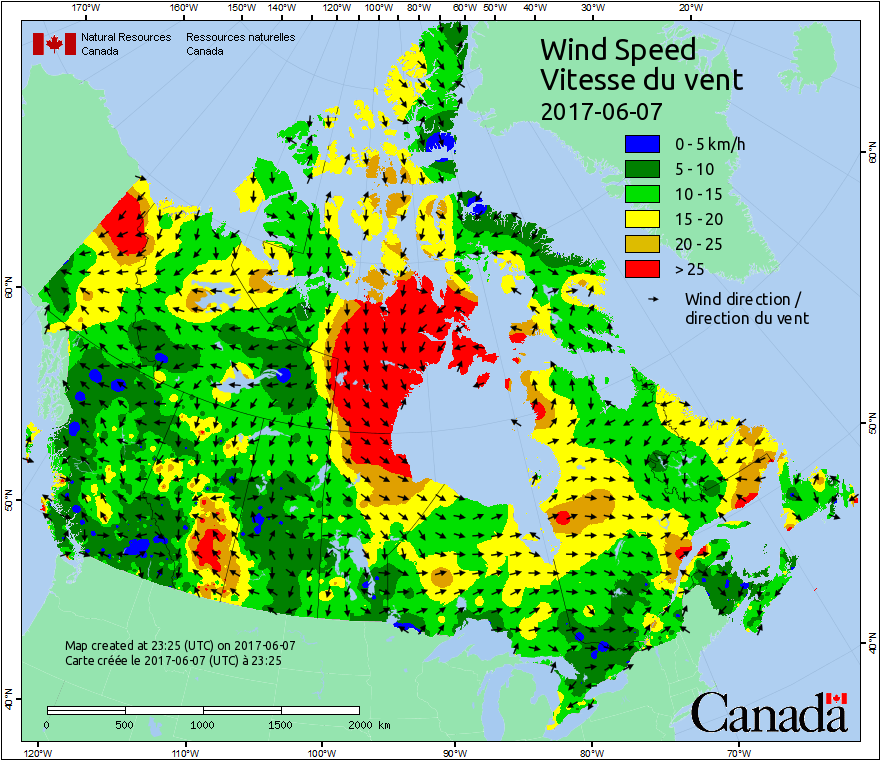 170°W 160°W 150°W 140°W 130°W 120°W 110°W 100°W 80°W 60°W 50°W 40°W 30°W 20°W
Natural Resources Ressources naturelles
Canada Canada
Wind Speed
Vitesse du vent
2017-06-07
0 - 5 km/h
5 - 10
10 - 15
15 - 20
20 - 25
> 25
Wind direction /
direction du vent
60°N
60°N
50°N
50°N
40°N
40°N
Map created at 23:25 (UTC) on 2017-06-07
Carte créée le 2017-06-07 (UTC) à 23:25
0 500 1000 1500 2000 km
Canada
120°W 110°W 100°W 90°W 80°W 70°W